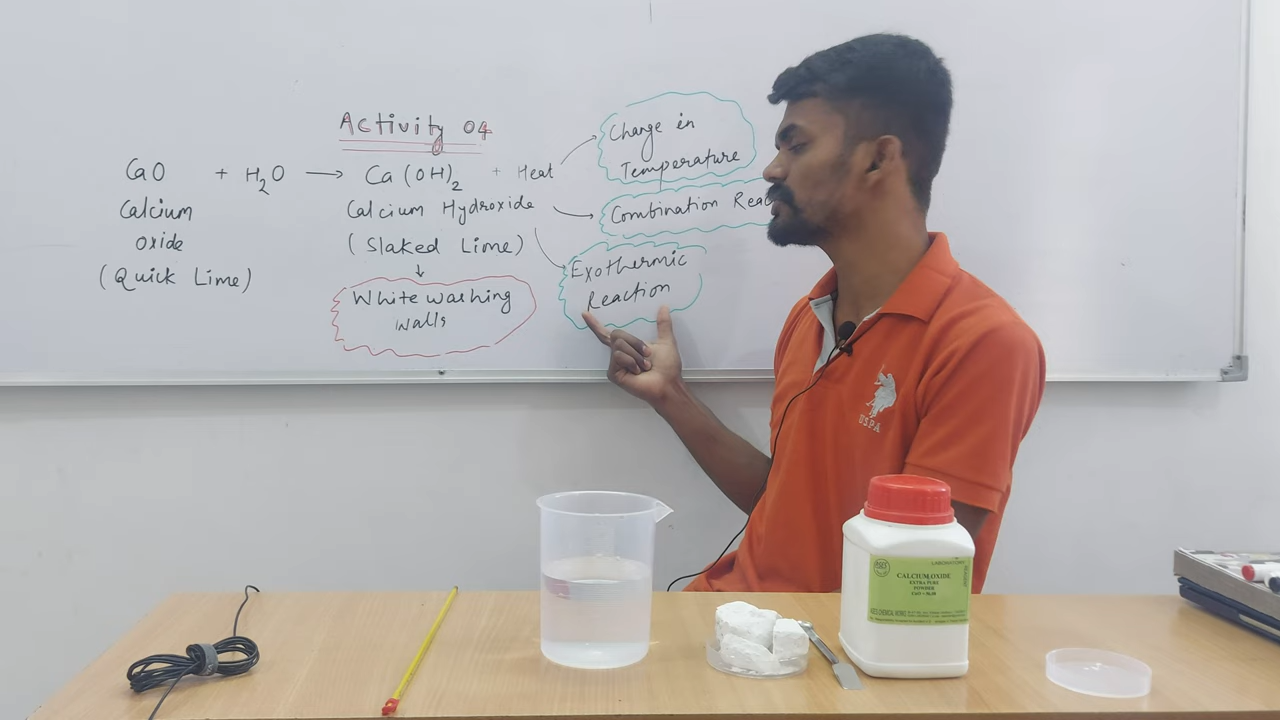 Activity 04
CaO + H₂O → Ca(OH)₂ + Heat
Calcium
Oxide
(Quick Lime)
Calcium Hydroxide
(Slaked Lime)
↓
White washing
Walls
Change in
Temperature
Combination
Exothermic
Reaction
USPA
CALCIUM OXIDE
EXTRA PURE
POWDER